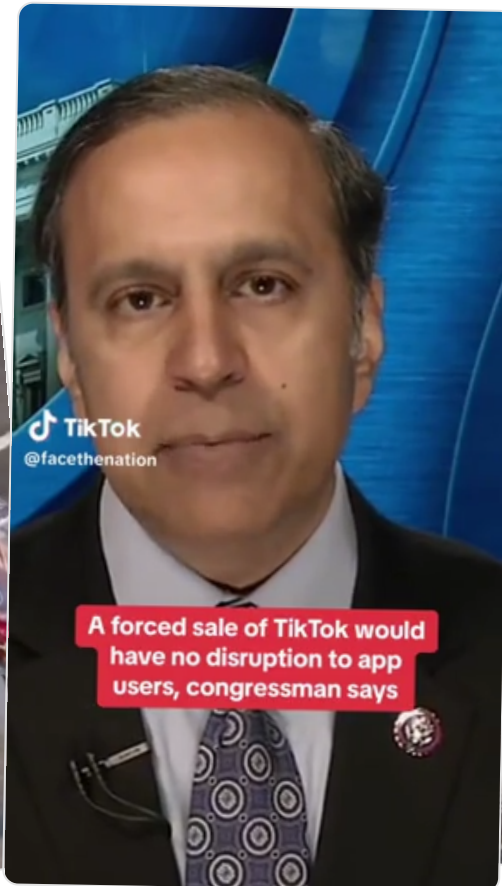 TikTok
@facethenation
A forced sale of TikTok would
have no disruption to app
users, congressman says